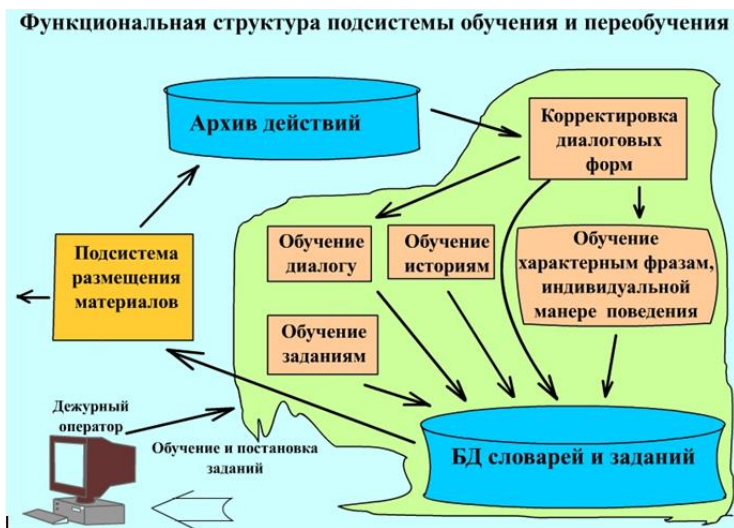 Функциональная структура подсистемы обучения и переобучения
Архив действий
Корректировка
диалоговых
форм
Подсистема
размещения
материалов
Обучение
диалогу
Обучение
историям
Обучение
характерным фразам,
индивидуальной
манере поведения
Обучение
заданиям
Дежурный
оператор
Обучение и постановка
заданий
БД словарей и заданий